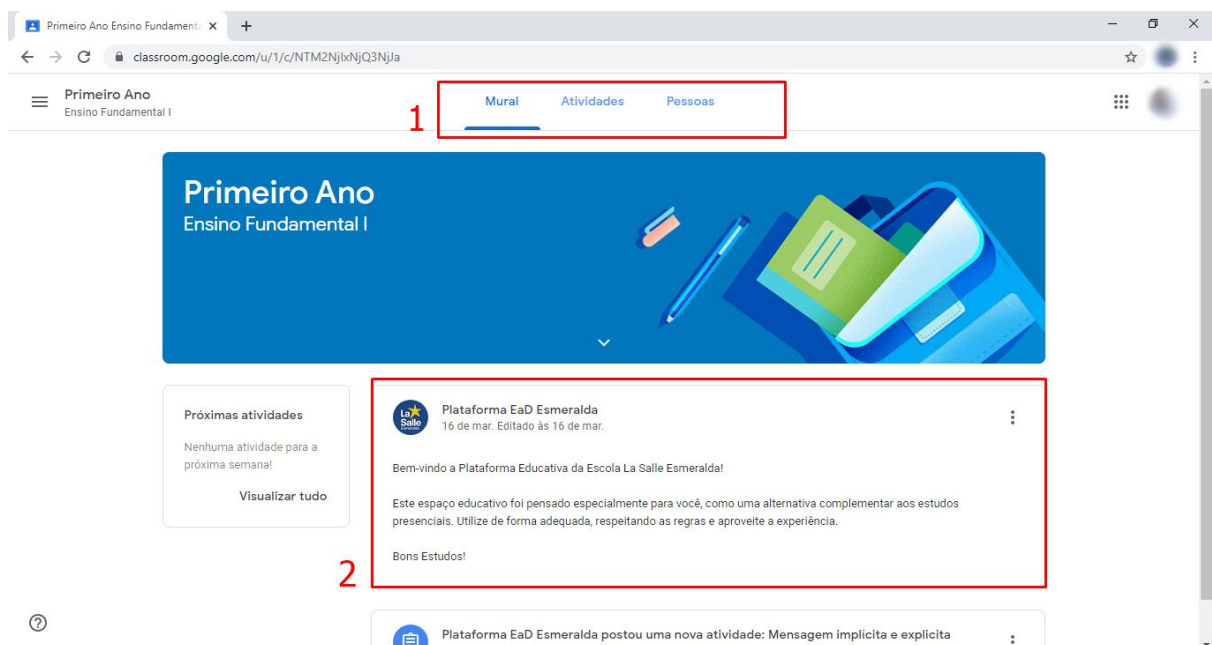 Primeiro Ano Ensino Fundament
classroom.google.com/u/1/c/NTM2NjIxNjQ3NjJa
Primeiro Ano
Ensino Fundamental I
1
Mural Atividades Pessoas
Primeiro Ano
Ensino Fundamental I
Próximas atividades
Nenhuma atividade para a
próxima semana!
Visualizar tudo
2
La
Salle
Plataforma EaD Esmeralda
16 de mar. Editado às 16 de mar.
Bem-vindo a Plataforma Educativa da Escola La Salle Esmeralda!
Este espaço educativo foi pensado especialmente para você, como uma alternativa complementar aos estudos
presenciais. Utilize de forma adequada, respeitando as regras e aproveite a experiência.
Bons Estudos!
Plataforma EaD Esmeralda postou uma nova atividade: Mensagem implícita e explicita